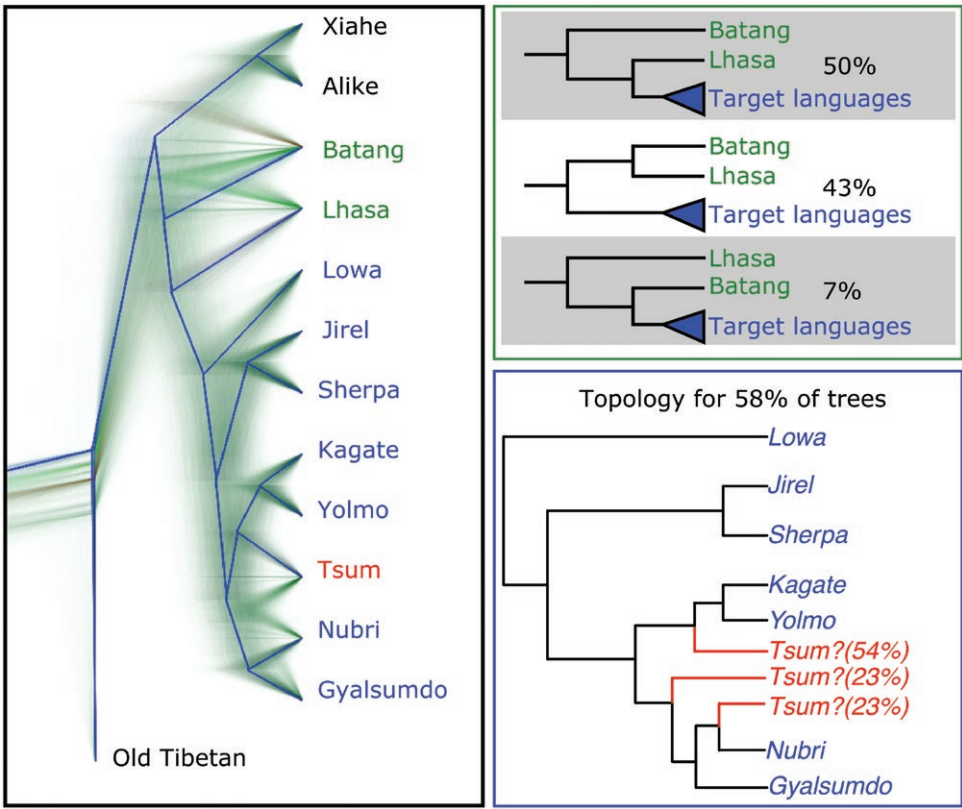 Xiahe
Alike
Batang
Lhasa
Lowa
Jirel
Sherpa
Kagate
Yolmo
Tsum
Nubri
Gyalsumdo
Old Tibetan
Batang
Lhasa
50%
Target languages
Batang
Lhasa
43%
Target languages
Lhasa
Batang
7%
Target languages
Topology for 58% of trees
Lowa
Jirel
Sherpa
Kagate
Yolmo
Tsum?(54%)
Tsum?(23%)
Tsum?(23%)
Nubri
Gyalsumdo